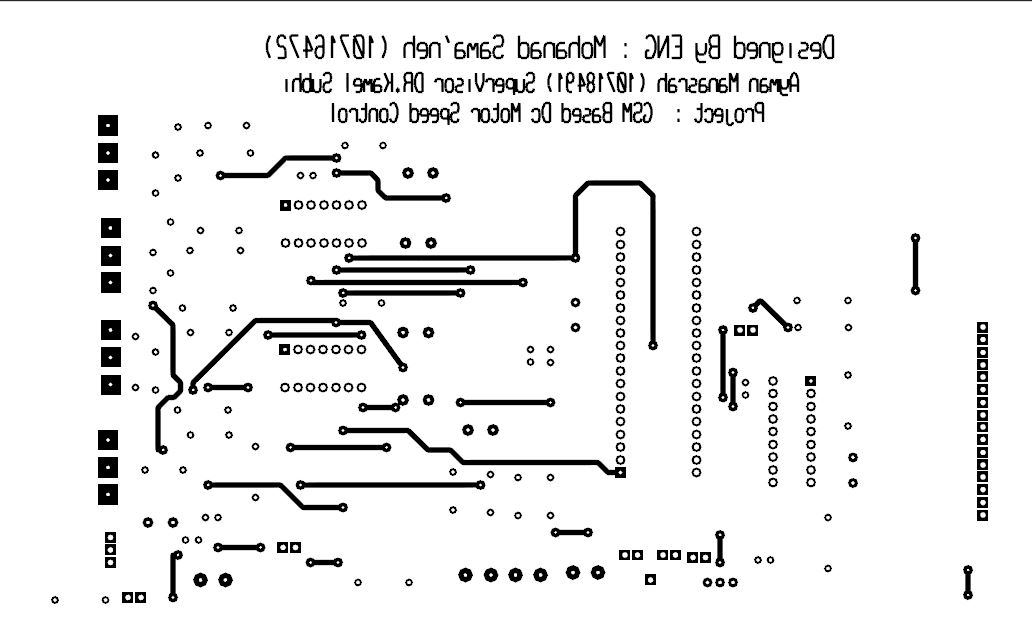 Designed By ENG : Mohanad Sama'neh (10716472)
Ayman Manasrah (10718491) SuperVisor DR.Kamel Subhi
Project : GSM Based Dc Motor Speed Control